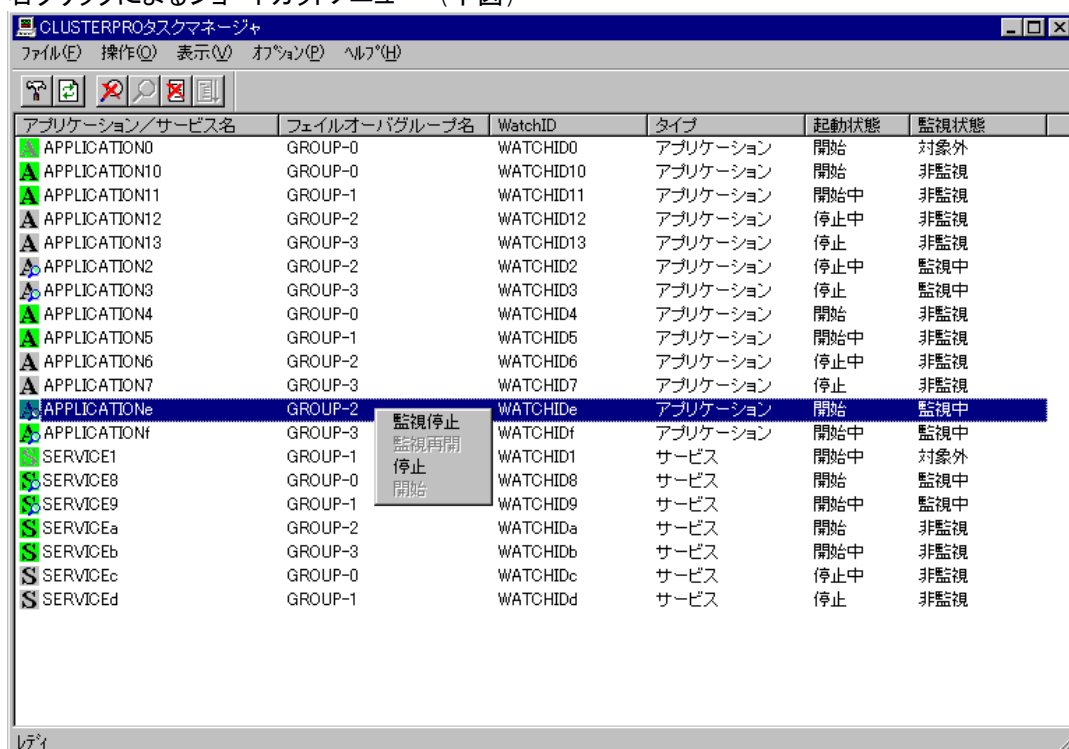 右クリックによるショートカットメニュー (下図)
CLUSTERPROタスクマネージャ
ファイル(F) 操作(O) 表示(V) オプション(P) ヘルプ(H)
アプリケーション/サービス名 フェイルオーバグループ名 WatchID タイプ 起動状態 監視状態
APPLICATION0 GROUP-0 WATCHID0 アプリケーション 開始 対象外
APPLICATION10 GROUP-0 WATCHID10 アプリケーション 開始 非監視
APPLICATION11 GROUP-1 WATCHID11 アプリケーション 開始中 非監視
APPLICATION12 GROUP-2 WATCHID12 アプリケーション 停止中 非監視
APPLICATION13 GROUP-3 WATCHID13 アプリケーション 停止 非監視
APPLICATION2 GROUP-2 WATCHID2 アプリケーション 停止中 監視中
APPLICATION3 GROUP-3 WATCHID3 アプリケーション 停止 監視中
APPLICATION4 GROUP-0 WATCHID4 アプリケーション 開始 非監視
APPLICATION5 GROUP-1 WATCHID5 アプリケーション 開始中 非監視
APPLICATION6 GROUP-2 WATCHID6 アプリケーション 停止中 非監視
APPLICATION7 GROUP-3 WATCHID7 アプリケーション 停止 非監視
APPLICATIONe GROUP-2 WATCHIDe アプリケーション 開始 監視中
APPLICATIONf GROUP-3 WATCHIDf アプリケーション 開始中 監視中
SERVICE1 GROUP-1 WATCHID1 サービス 開始中 対象外
SERVICE8 GROUP-0 WATCHID8 サービス 開始 監視中
SERVICE9 GROUP-1 WATCHID9 サービス 開始中 監視中
SERVICEa GROUP-2 WATCHIDa サービス 開始 非監視
SERVICEb GROUP-3 WATCHIDb サービス 開始中 非監視
SERVICEc GROUP-0 WATCHIDc サービス 停止中 非監視
SERVICEd GROUP-1 WATCHIDd サービス 停止 非監視
監視停止
監視再開
停止
開始
レディ